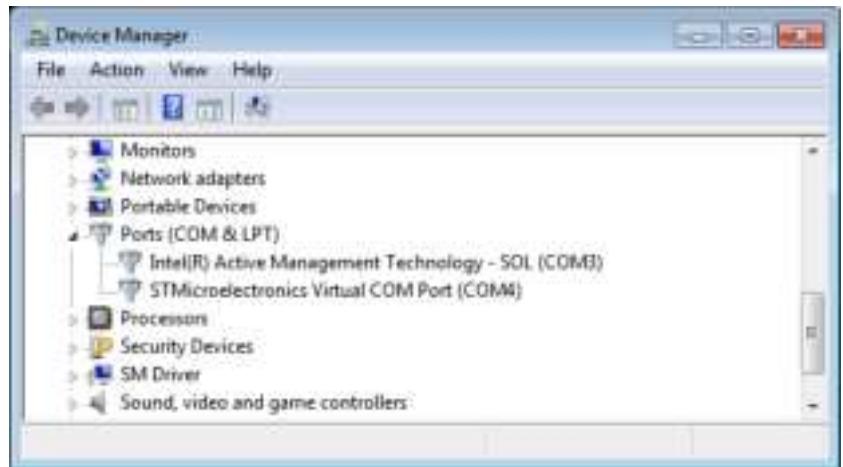 Device Manager
File Action View Help
Monitors
Network adapters
Portable Devices
Ports (COM & LPT)
Intel(R) Active Management Technology - SOL (COM3)
STMicroelectronics Virtual COM Port (COM4)
Processors
Security Devices
SM Driver
Sound, video and game controllers